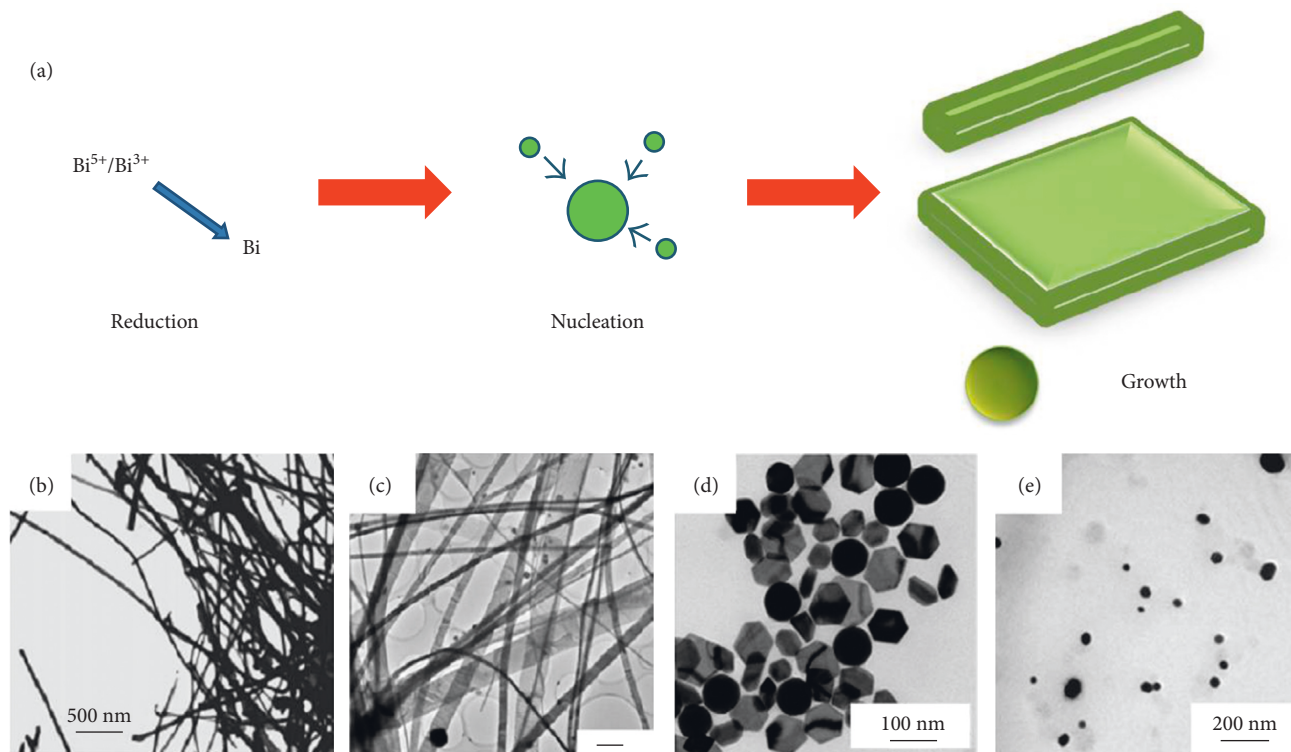 (a)
Bi⁵⁺/Bi³⁺
Bi
Reduction
Nucleation
Growth
(b)
500 nm
(c)
(d)
100 nm
(e)
200 nm